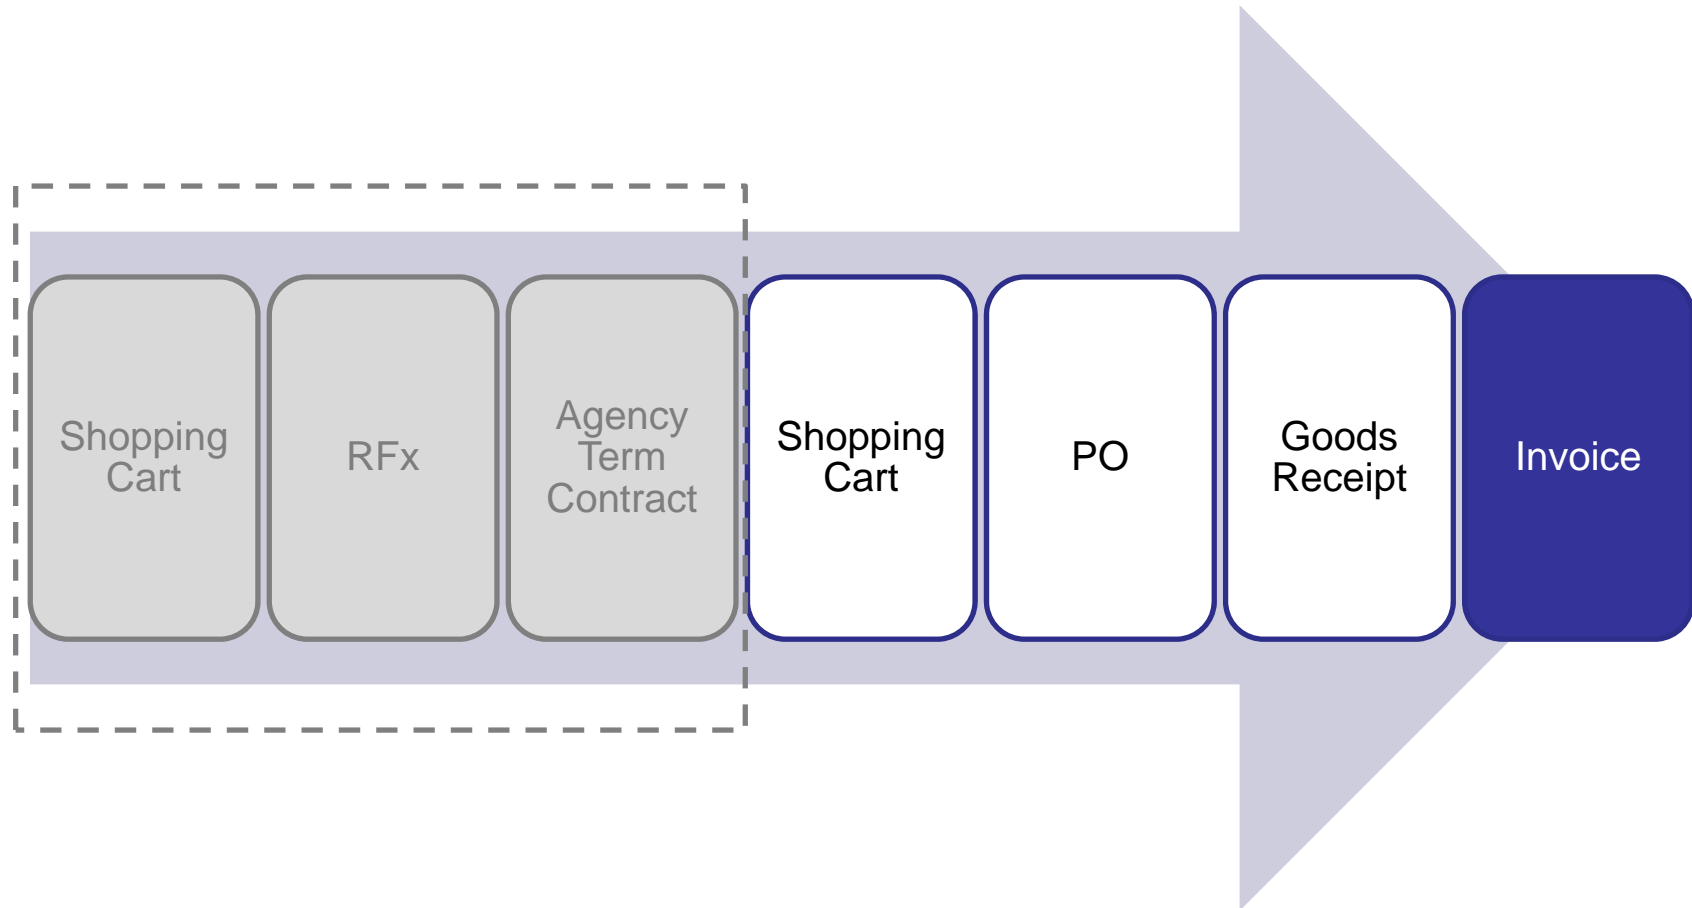 Shopping
Cart
RFx
Agency
Term
Contract
Shopping
Cart
PO
Goods
Receipt
Invoice